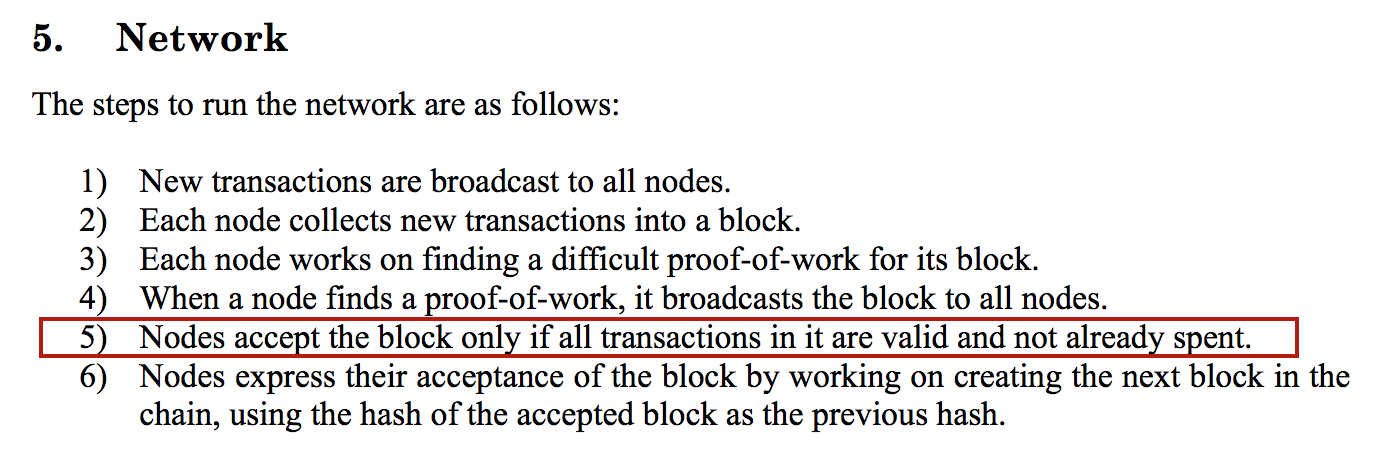 5. Network
The steps to run the network are as follows:
1) New transactions are broadcast to all nodes.
2) Each node collects new transactions into a block.
3) Each node works on finding a difficult proof-of-work for its block.
4) When a node finds a proof-of-work, it broadcasts the block to all nodes.
5) Nodes accept the block only if all transactions in it are valid and not already spent.
6) Nodes express their acceptance of the block by working on creating the next block in the
chain, using the hash of the accepted block as the previous hash.